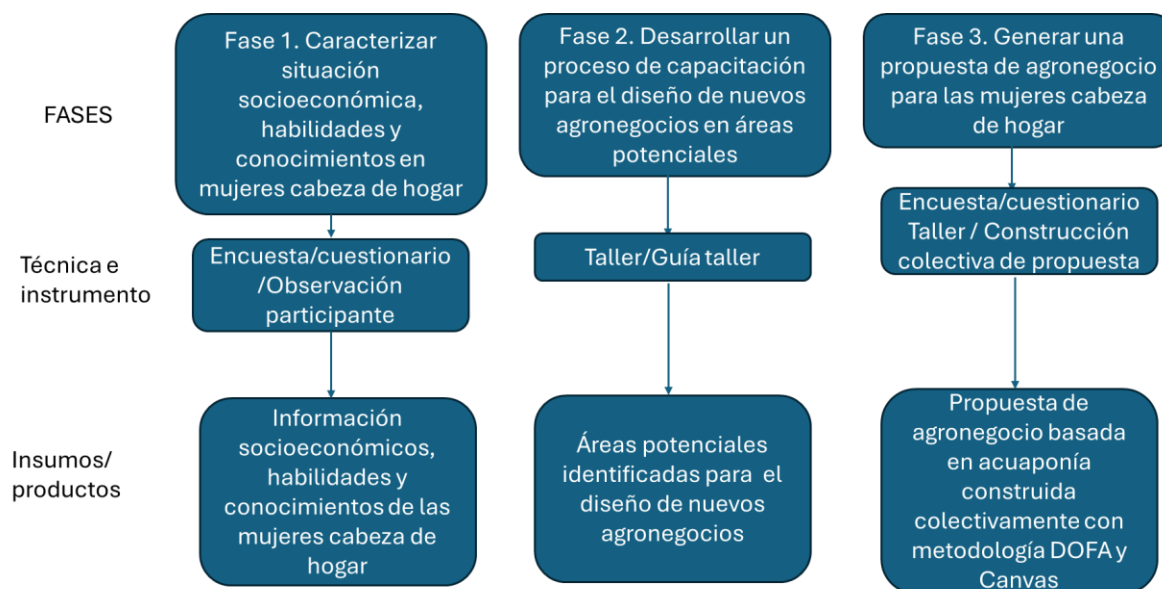 FASES
Fase 1. Caracterizar
situación
socioeconómica,
habilidades y
conocimientos en
mujeres cabeza de hogar
Fase 2. Desarrollar un
proceso de capacitación
para el diseño de nuevos
agronegocios en áreas
potenciales
Fase 3. Generar una
propuesta de agronegocio
para las mujeres cabeza
de hogar
Técnica e
instrumento
Encuesta/cuestionario
/Observación
participante
Taller/Guía taller
Encuesta/cuestionario
Taller / Construcción
colectiva de propuesta
Insumos/
productos
Información
socioeconómicos,
habilidades y
conocimientos de las
mujeres cabeza de
hogar
Áreas potenciales
identificadas para el
diseño de nuevos
agronegocios
Propuesta de
agronegocio basada
en acuaponía
construida
colectivamente con
metodología DOFA y
Canvas